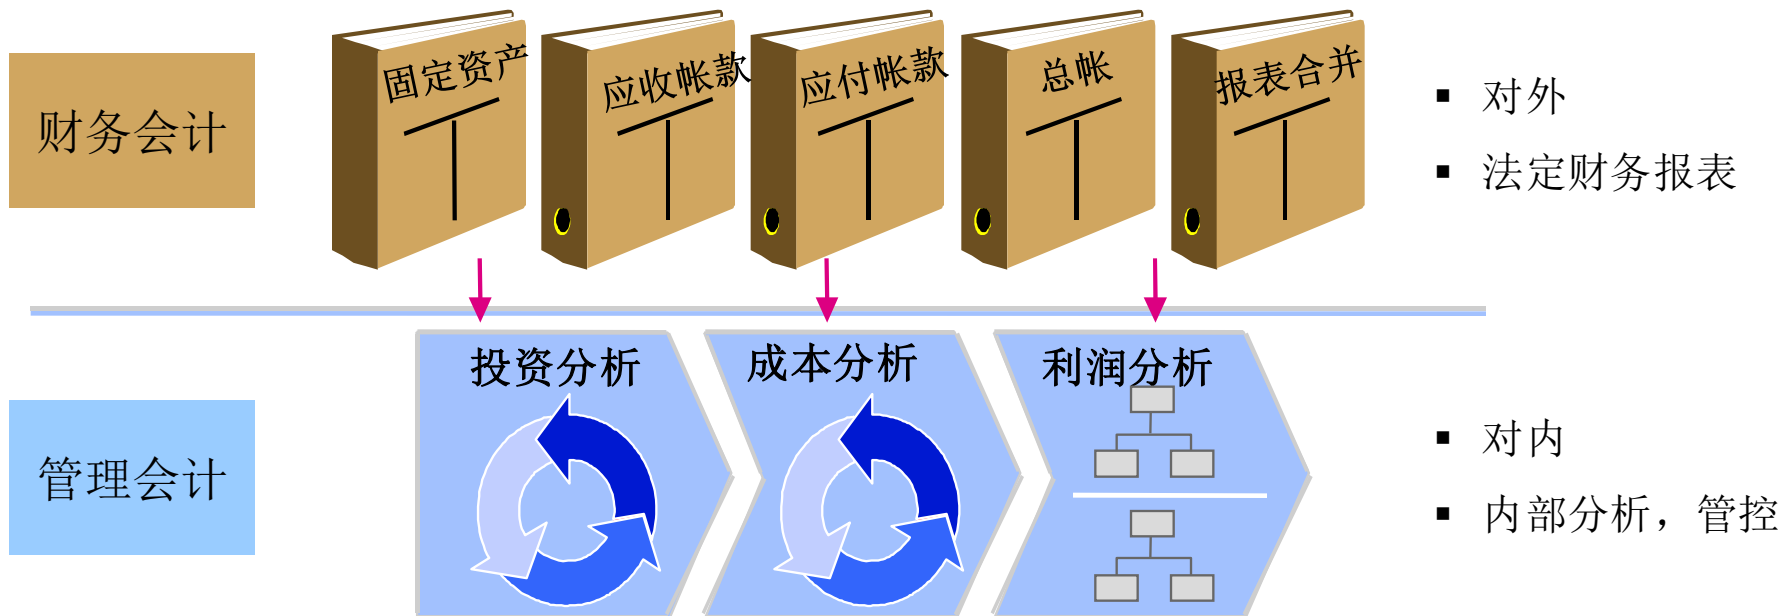 固定资产
应收帐款
应付帐款
总帐
报表合并
财务会计
▪ 对外
▪ 法定财务报表
投资分析
成本分析
利润分析
管理会计
▪ 对内
▪ 内部分析，管控